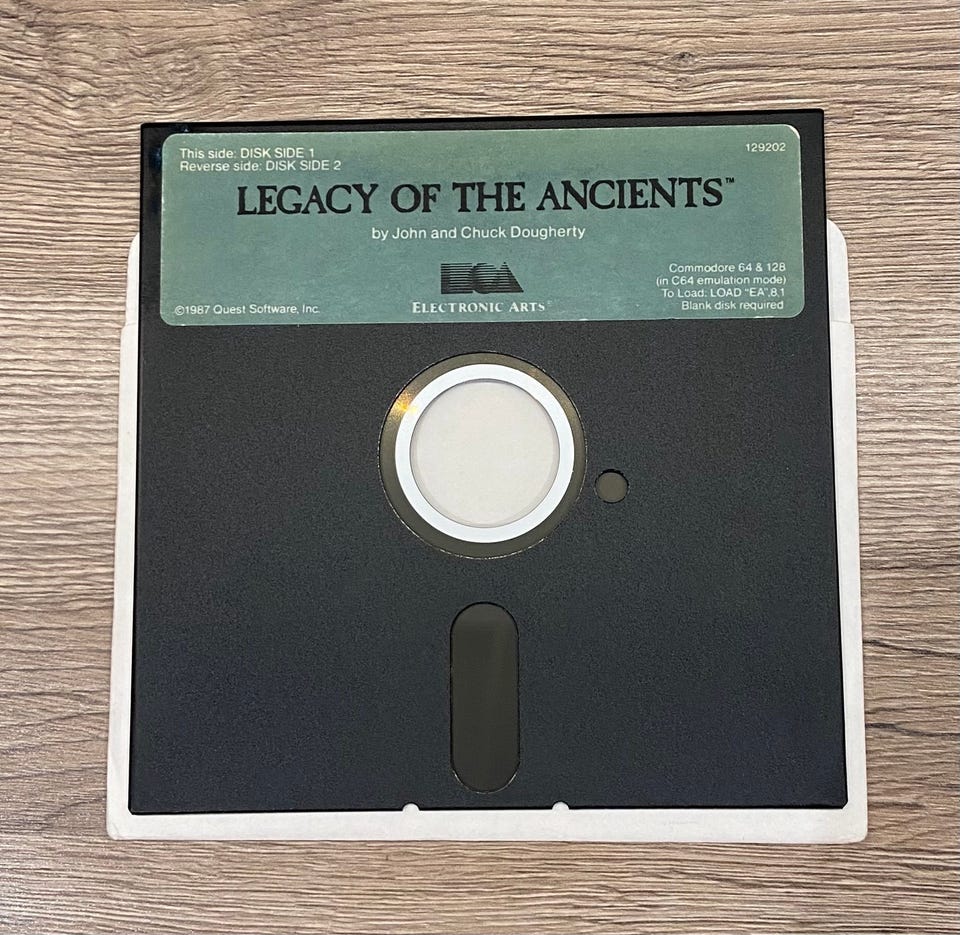 This side: DISK SIDE 1
Reverse side: DISK SIDE 2
129202
LEGACY OF THE ANCIENTS™
by John and Chuck Dougherty
EOA
ELECTRONIC ARTS®
©1987 Quest Software, Inc.
Commodore 64 & 128
(in C64 emulation mode)
To Load: LOAD "EA",8,1
Blank disk required